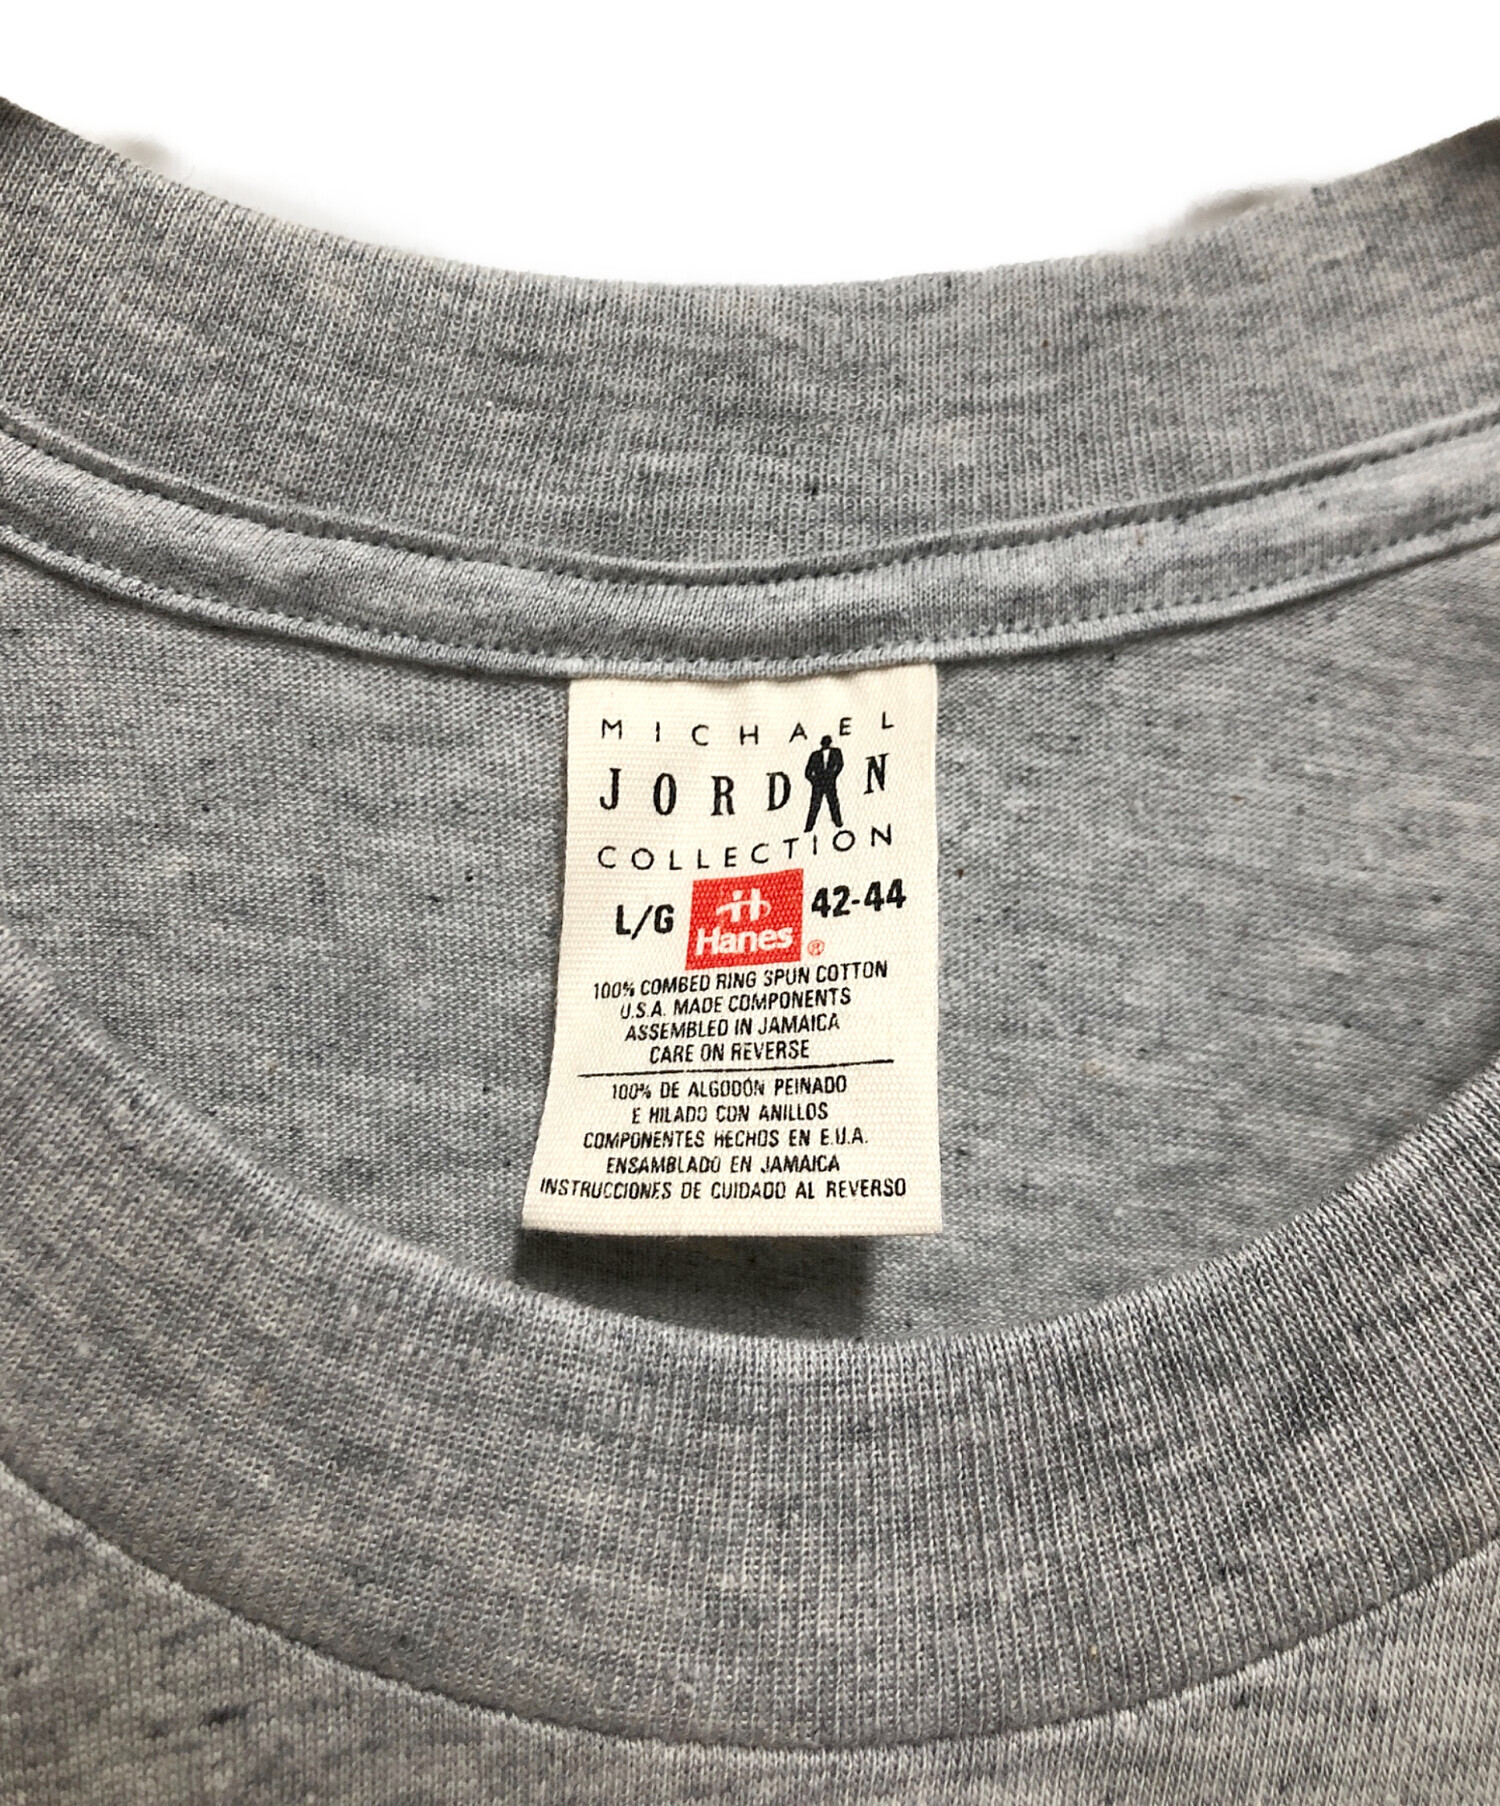 MICHAEL
JORDAN
COLLECTION
L/G Hanes® 42-44
100% COMBED RING SPUN COTTON
U.S.A. MADE COMPONENTS
ASSEMBLED IN JAMAICA
CARE ON REVERSE
100% DE ALGODÓN PEINADO
E HILADO CON ANILLOS
COMPONENTES HECHOS EN E.U.A.
ENSAMBLADO EN JAMAICA
INSTRUCCIONES DE CUIDADO AL REVERSO